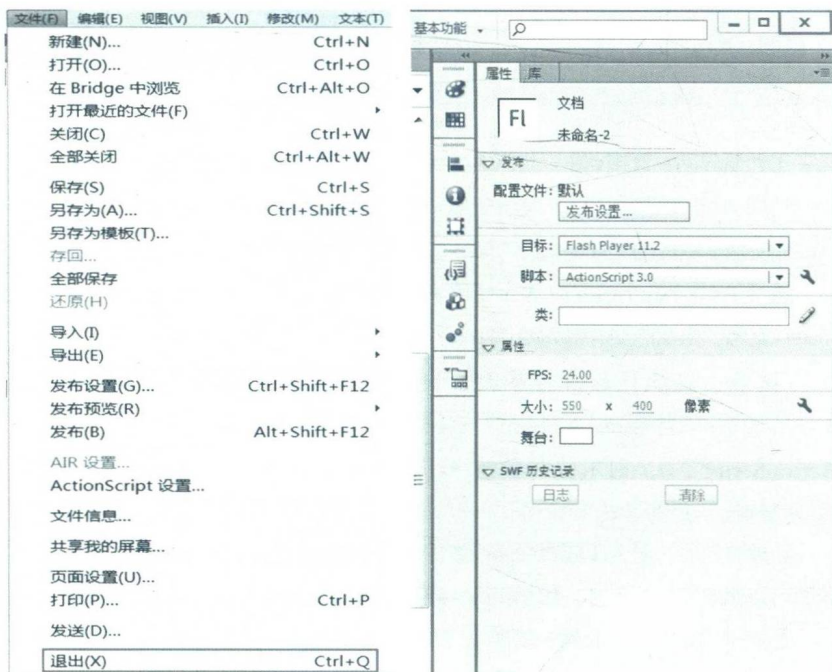 文件(F) 编辑(E) 视图(V) 插入(I) 修改(M) 文本(T)
新建(N)... Ctrl+N
打开(O)... Ctrl+O
在 Bridge 中浏览 Ctrl+Alt+O
打开最近的文件(F)
关闭(C) Ctrl+W
全部关闭 Ctrl+Alt+W
保存(S) Ctrl+S
另存为(A)... Ctrl+Shift+S
另存为模板(T)...
存回...
全部保存
还原(H)
导入(I)
导出(E)
发布设置(G)... Ctrl+Shift+F12
发布预览(R)
发布(B) Alt+Shift+F12
AIR 设置...
ActionScript 设置...
文件信息...
共享我的屏幕...
页面设置(U)...
打印(P)... Ctrl+P
发送(D)...
退出(X) Ctrl+Q
基本功能
属性 库
Fl
文档
未命名-2
发布
配置文件: 默认
发布设置...
目标: Flash Player 11.2
脚本: ActionScript 3.0
类:
属性
FPS: 24.00
大小: 550 x 400 像素
舞台:
SWF 历史记录
日志 清除